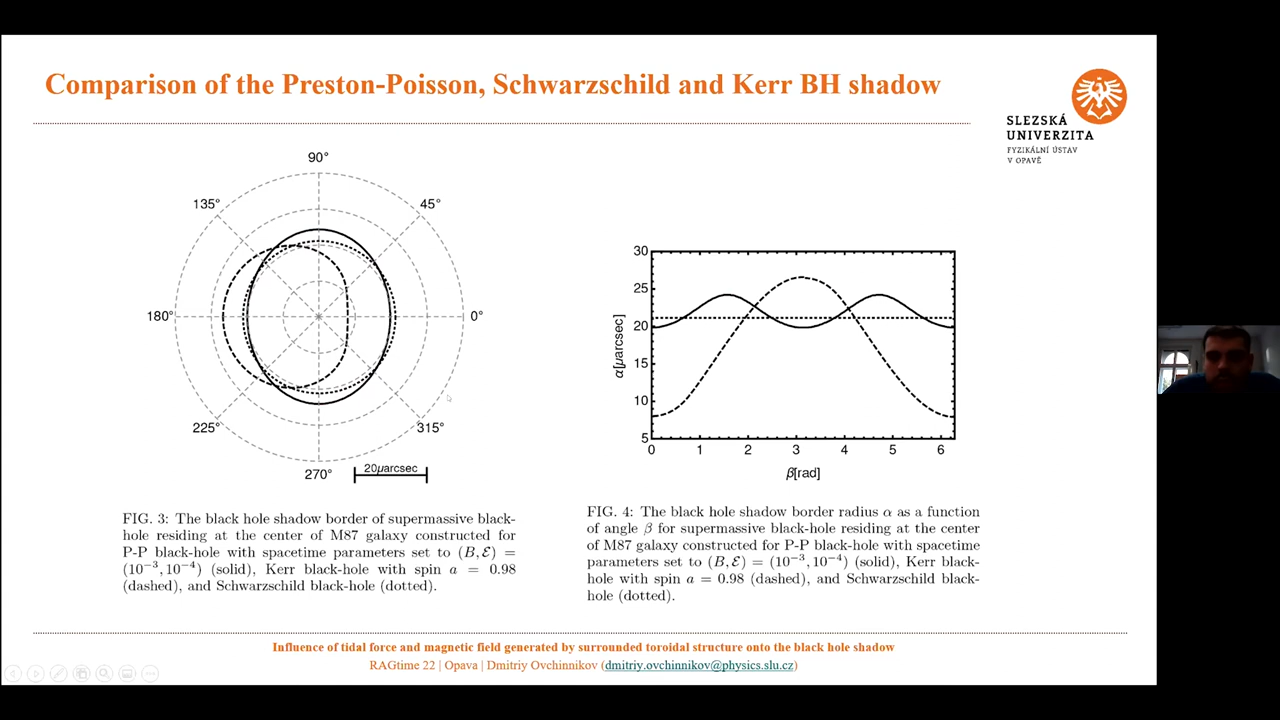 Comparison of the Preston-Poisson, Schwarzschild and Kerr BH shadow
SLEZSKÁ
UNIVERZITA
FYZIKÁLNÍ ÚSTAV
V OPAVĚ
90°
135°
45°
180°
0°
225°
315°
270°
20μarcsec
30
25
20
15
10
5
α[μarcsec]
0
1
2
3
4
5
6
β[rad]
FIG. 3: The black hole shadow border of supermassive black-
hole residing at the center of M87 galaxy constructed for
P-P black-hole with spacetime parameters set to (B, ℰ) =
(10⁻³, 10⁻⁴) (solid), Kerr black-hole with spin a = 0.98
(dashed), and Schwarzschild black-hole (dotted).
FIG. 4: The black hole shadow border radius α as a function
of angle β for supermassive black-hole residing at the center
of M87 galaxy constructed for P-P black-hole with spacetime
parameters set to (B, ℰ) = (10⁻³, 10⁻⁴) (solid), Kerr black-
hole with spin a = 0.98 (dashed), and Schwarzschild black-
hole (dotted).
Influence of tidal force and magnetic field generated by surrounded toroidal structure onto the black hole shadow
RAGtime 22 | Opava | Dmitriy Ovchinnikov (dmitriy.ovchinnikov@physics.slu.cz)